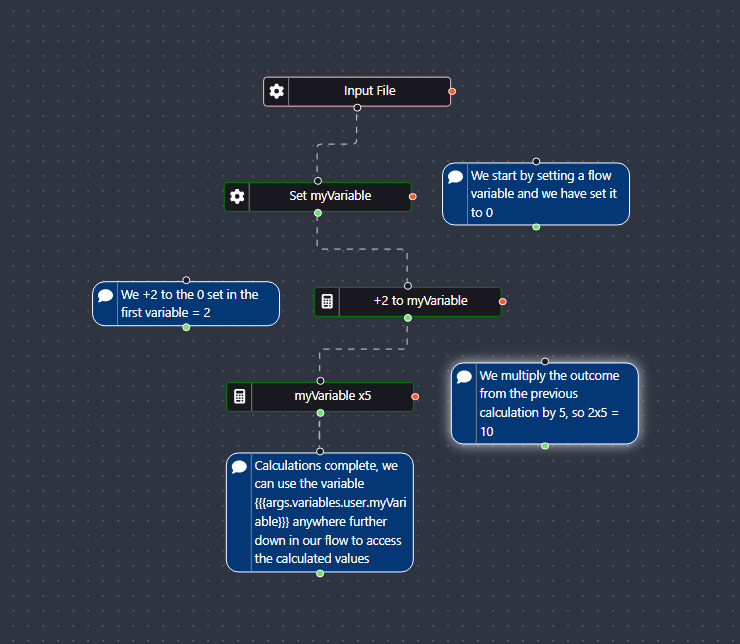 Input File
Set myVariable
We start by setting a flow
variable and we have set it
to 0
We +2 to the 0 set in the
first variable = 2
+2 to myVariable
myVariable x5
We multiply the outcome
from the previous
calculation by 5, so 2x5 =
10
Calculations complete, we
can use the variable
{{{args.variables.user.myVari
able}}} anywhere further
down in our flow to access
the calculated values